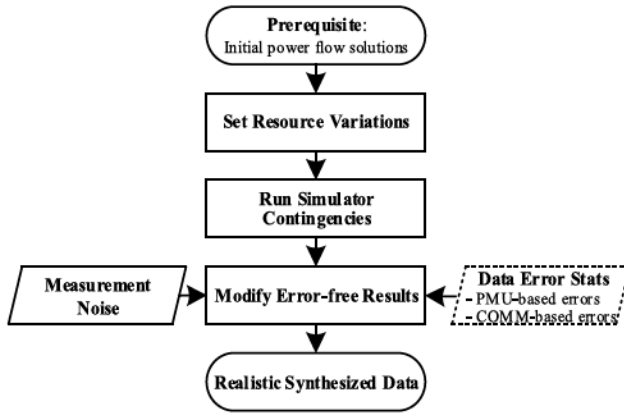 Prerequisite:
Initial power flow solutions
Set Resource Variations
Run Simulator
Contingencies
Measurement
Noise
Modify Error-free Results
Data Error Stats
- PMU-based errors
- COMM-based errors
Realistic Synthesized Data